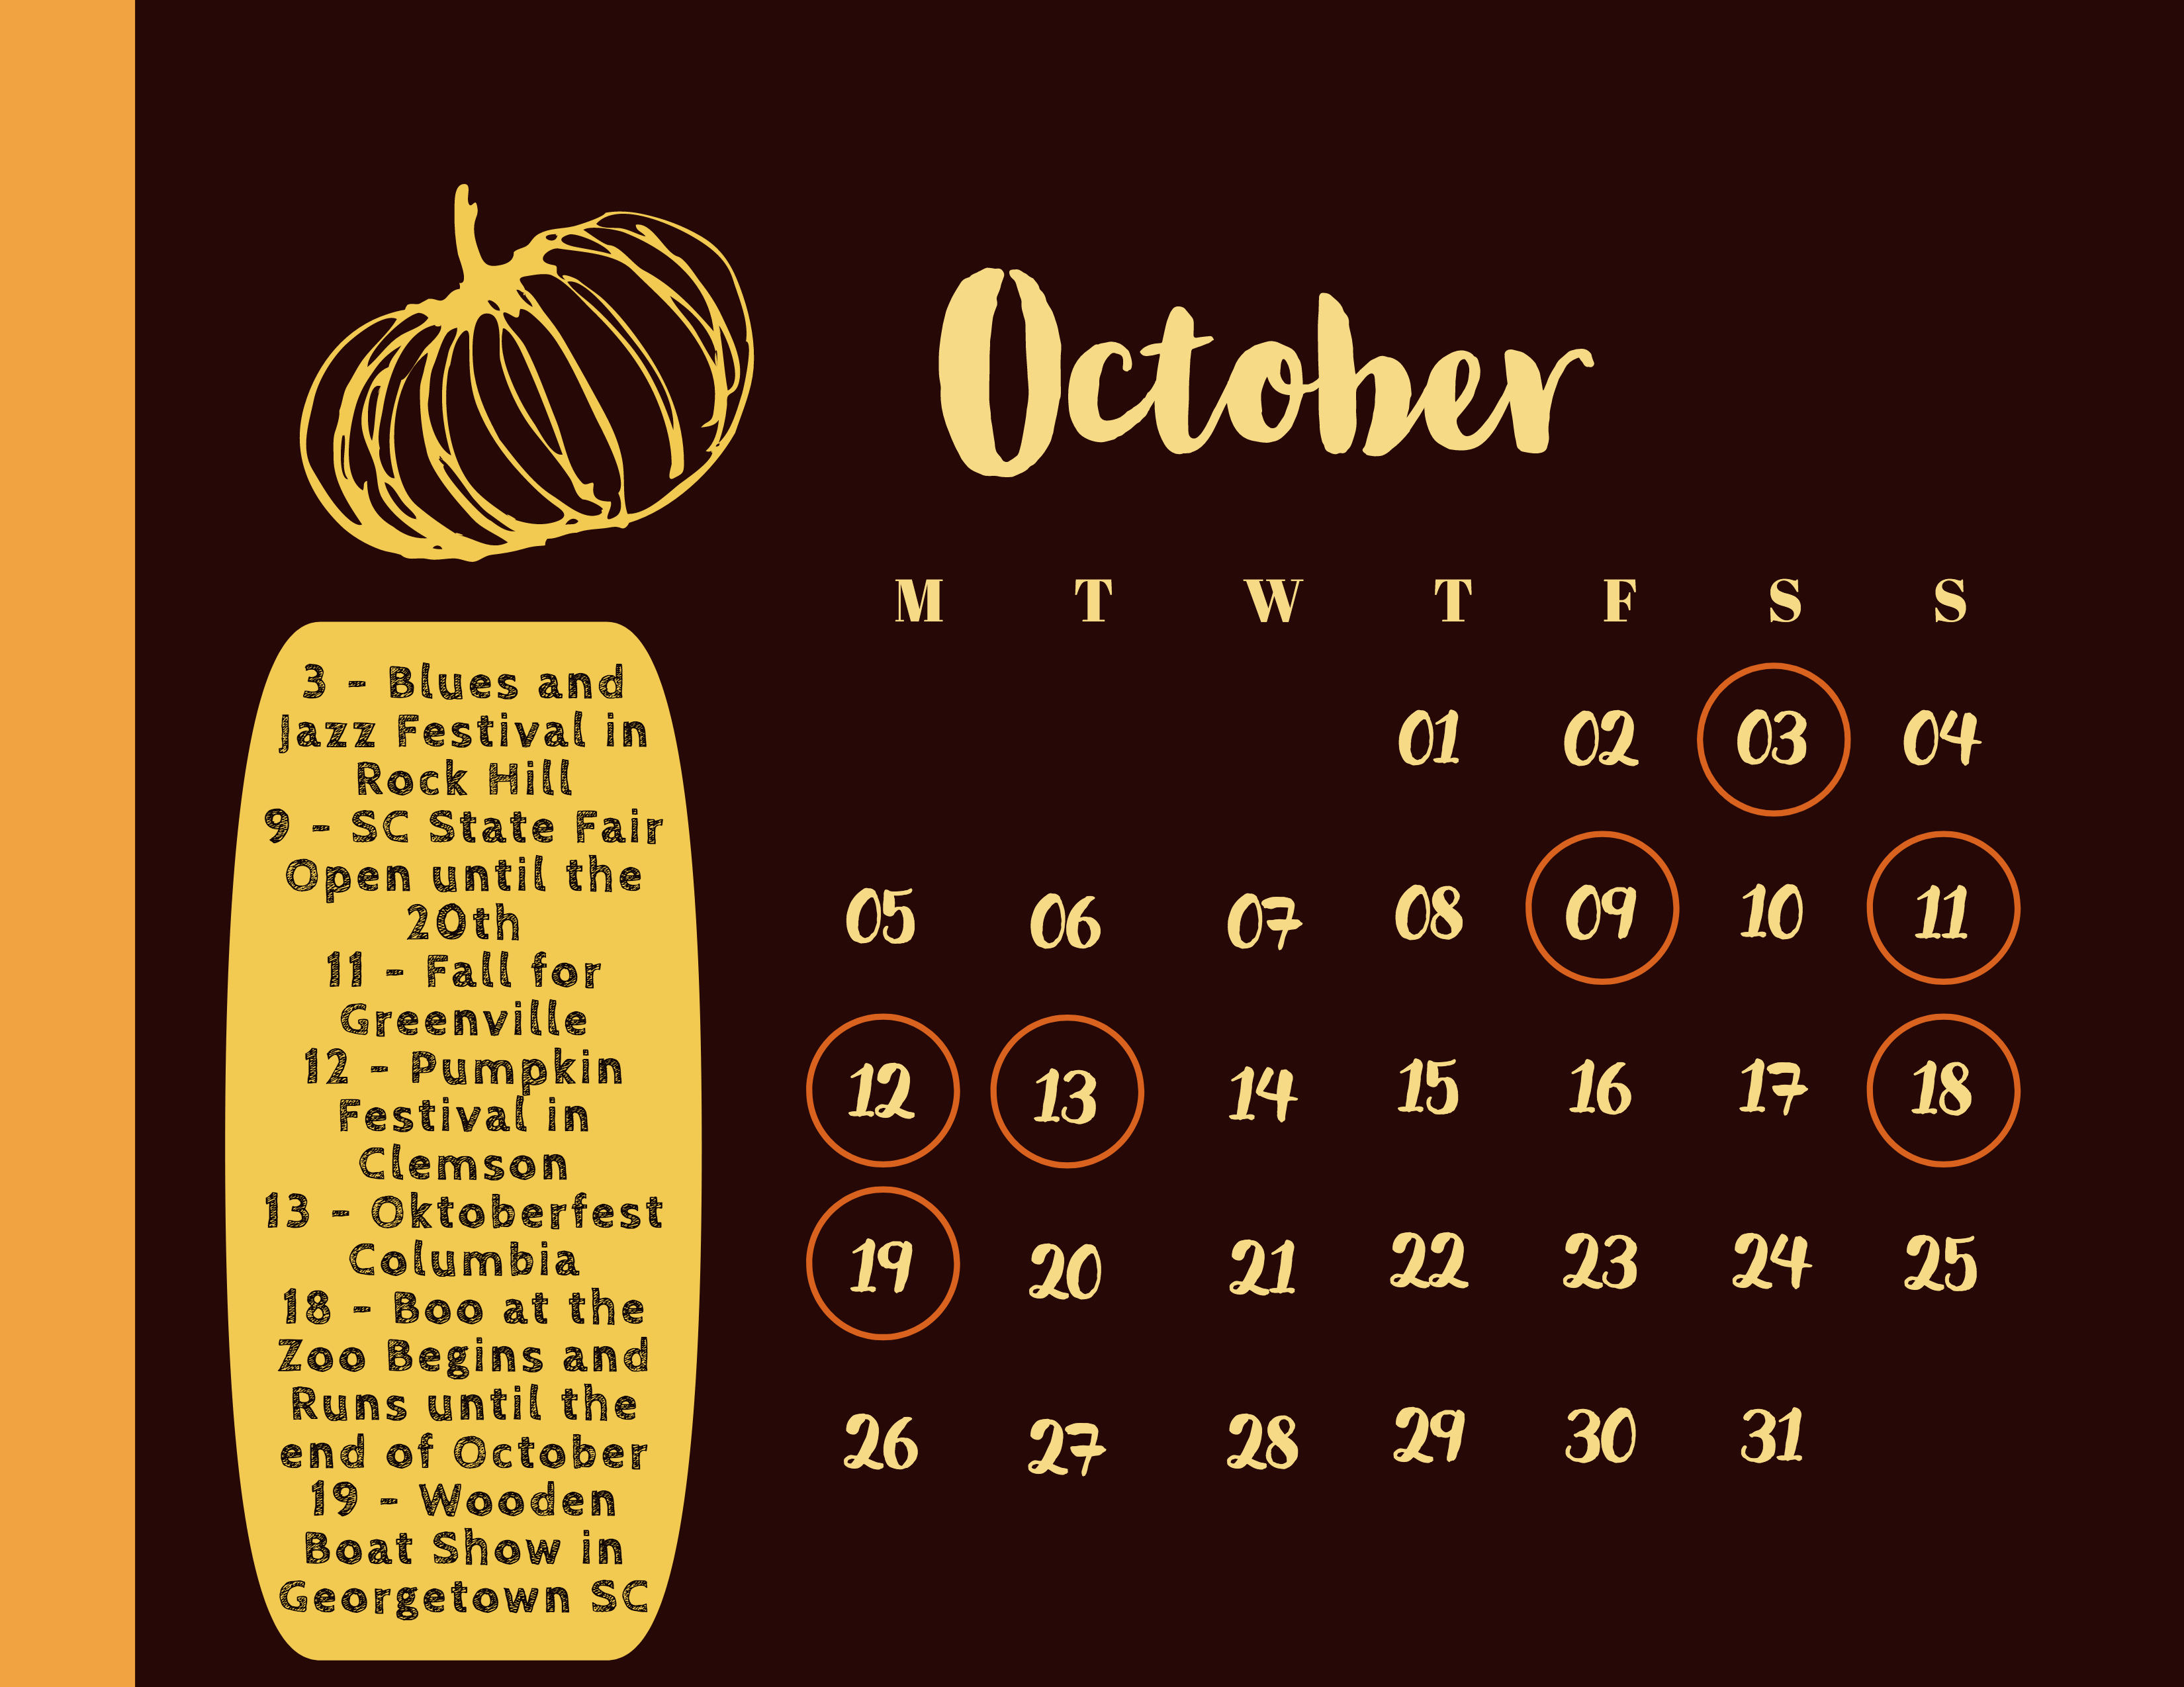 October
3 - Blues and
Jazz Festival in
Rock Hill
9 - SC State Fair
Open until the
20th
11 - Fall for
Greenville
12 - Pumpkin
Festival in
Clemson
13 - Oktoberfest
Columbia
18 - Boo at the
Zoo Begins and
Runs until the
end of October
19 - Wooden
Boat Show in
Georgetown SC
M T W T F S S
01 02 03 04
05 06 07 08 09 10 11
12 13 14 15 16 17 18
19 20 21 22 23 24 25
26 27 28 29 30 31